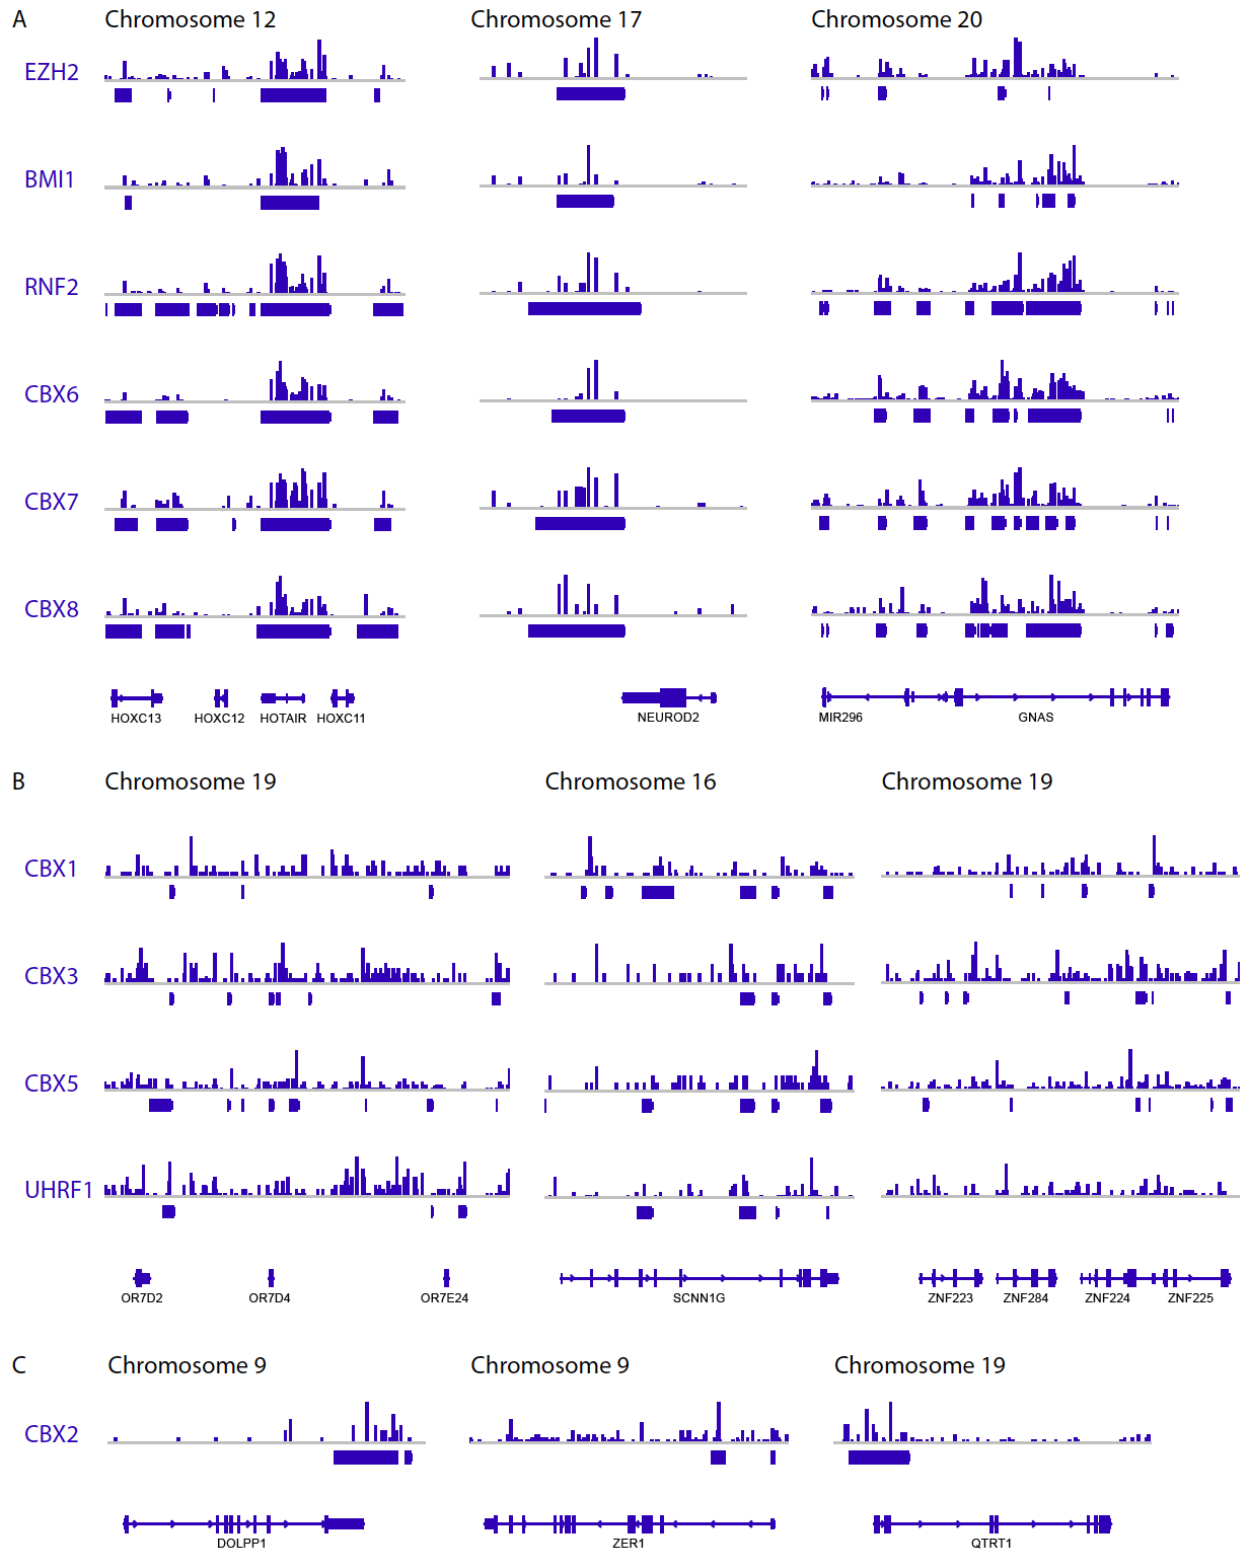 A Chromosome 12 Chromosome 17 Chromosome 20
EZH2
BMI1
RNF2
CBX6
CBX7
CBX8
HOXC13 HOXC12 HOTAIR HOXC11 NEUROD2 MIR296 GNAS
B Chromosome 19 Chromosome 16 Chromosome 19
CBX1
CBX3
CBX5
UHRF1
OR7D2 OR7D4 OR7E24 SCNN1G ZNF223 ZNF284 ZNF224 ZNF225
C Chromosome 9 Chromosome 9 Chromosome 19
CBX2
DOLPP1 ZER1 QTRT1